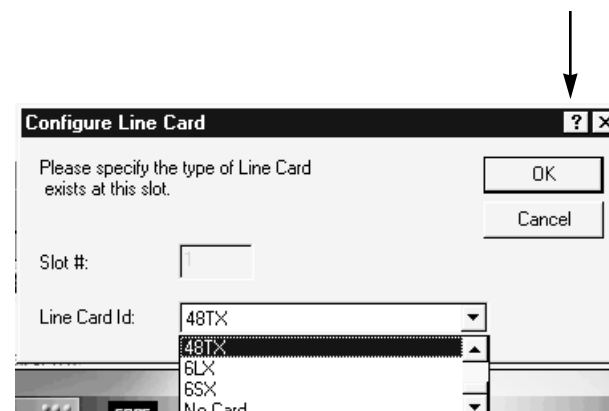 Configure Line Card
?
Please specify the type of Line Card
exists at this slot.
OK
Cancel
Slot #:
1
Line Card Id:
48TX
48TX
6LX
6SX
No Card